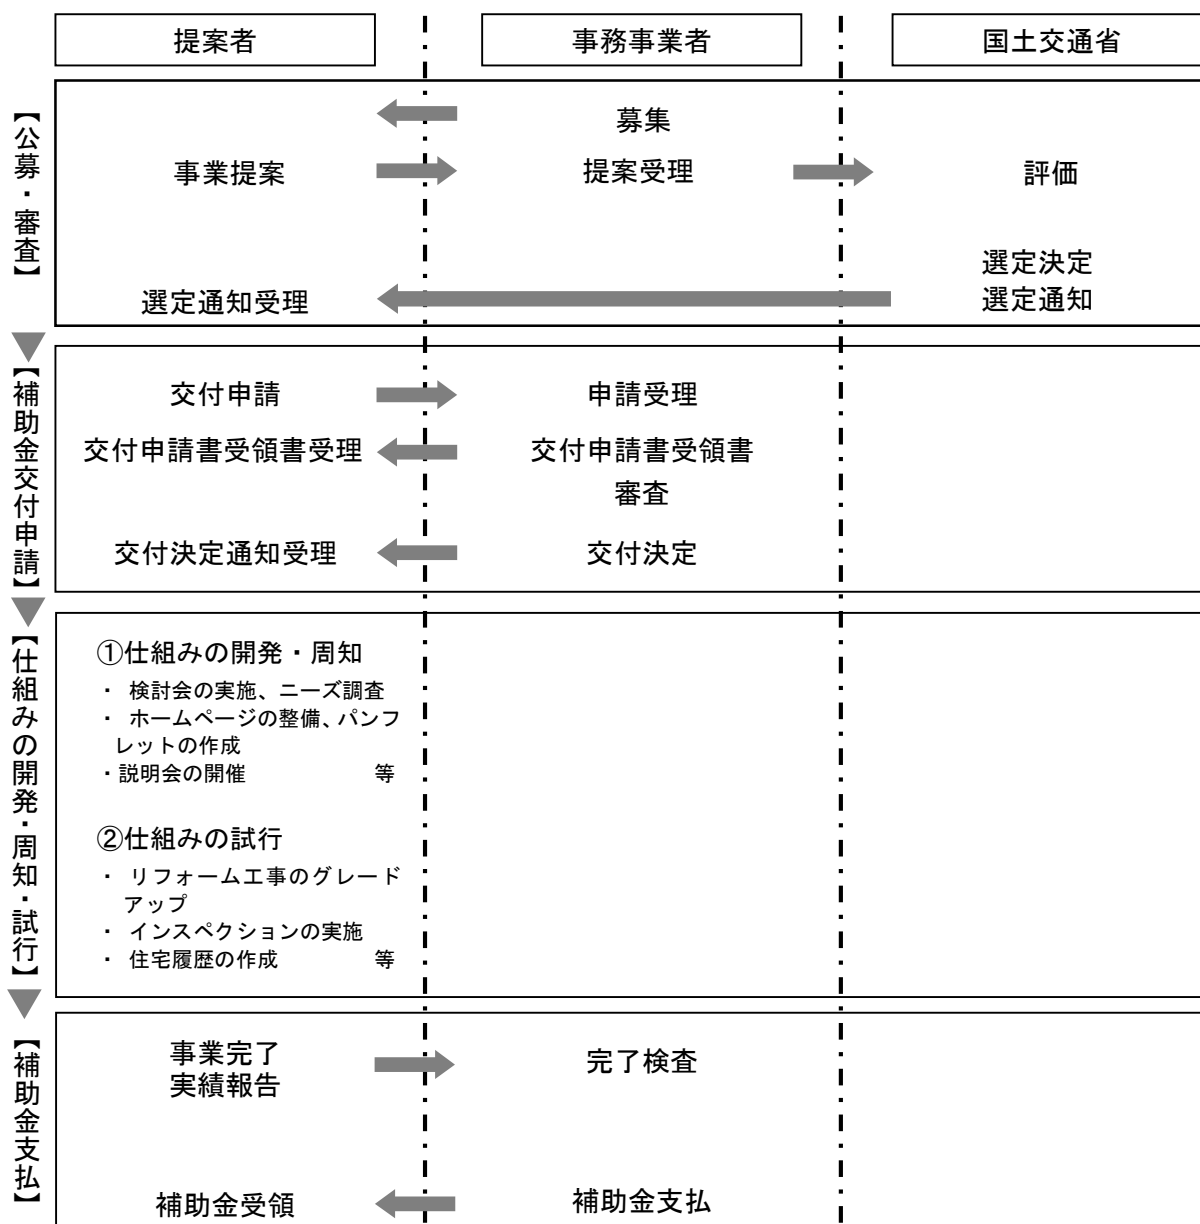 提案者
事務事業者
国土交通省
【公募・審査】
募集
事業提案
提案受理
評価
選定決定
選定通知受理
選定通知
【補助金交付申請】
交付申請
申請受理
交付申請書受領書受理
交付申請書受領書
審査
交付決定通知受理
交付決定
【仕組みの開発・周知・試行】
①仕組みの開発・周知
・ 検討会の実施、ニーズ調査
・ ホームページの整備、パンフ
レットの作成
・説明会の開催 等
②仕組みの試行
・ リフォーム工事のグレード
アップ
・ インスペクションの実施
・ 住宅履歴の作成 等
【補助金支払】
事業完了
実績報告
完了検査
補助金受領
補助金支払